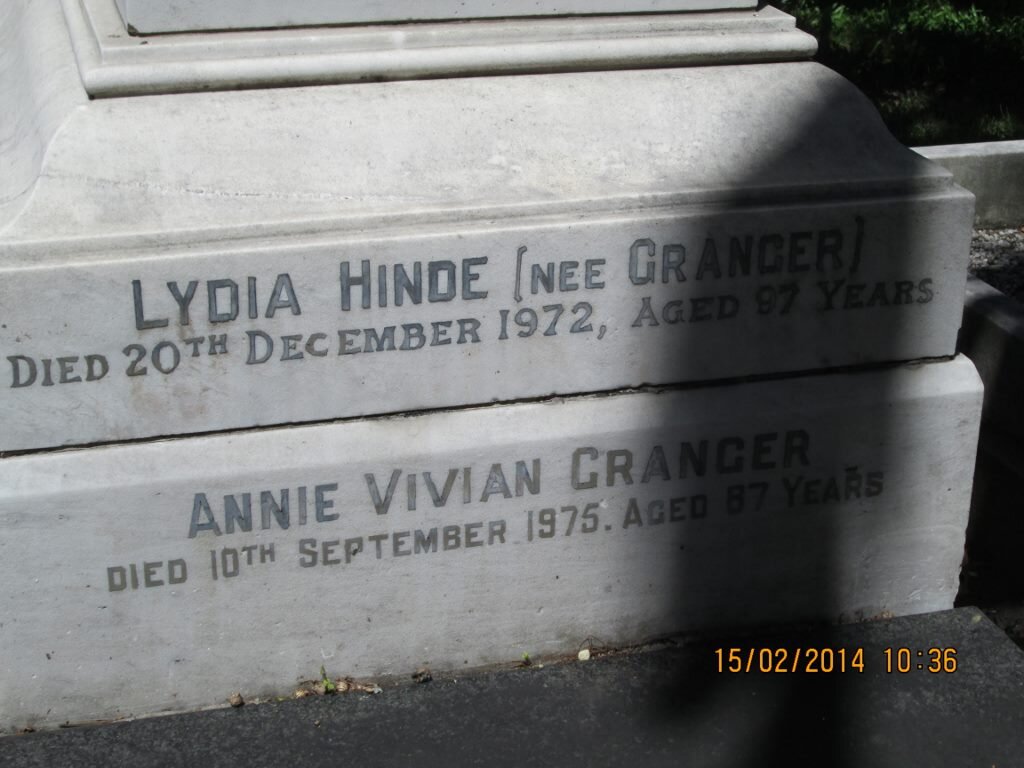 LYDIA HINDE (NEE GRANGER)
DIED 20TH DECEMBER 1972, AGED 97 YEARS
ANNIE VIVIAN GRANGER
DIED 10TH SEPTEMBER 1975. AGED 87 YEARS
15/02/2014 10:36